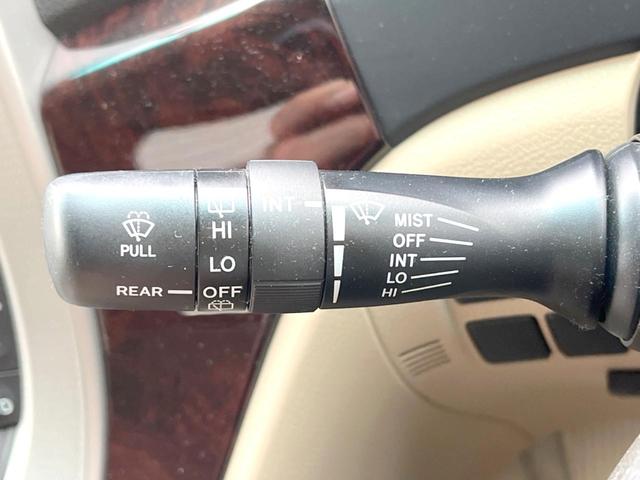 PULL
REAR
HI
LO
OFF
INT
MIST
OFF
INT
LO
HI